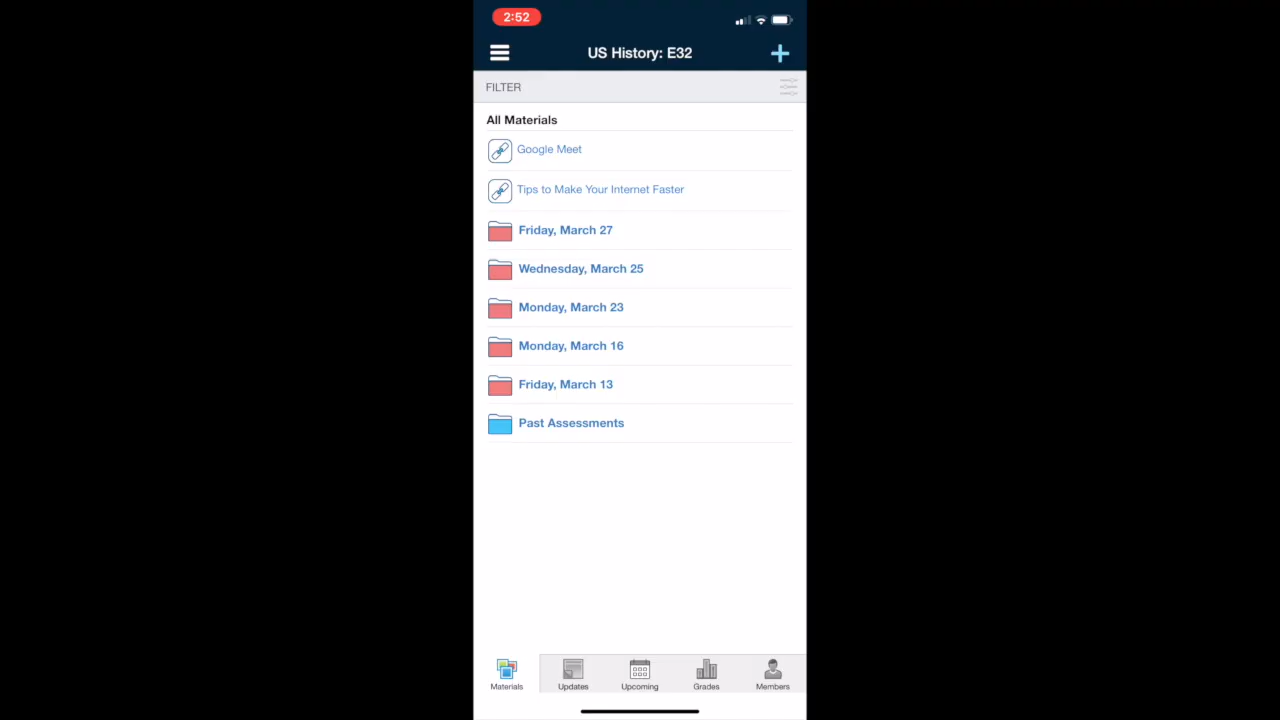 2:52
US History: E32
FILTER
All Materials
Google Meet
Tips to Make Your Internet Faster
Friday, March 27
Wednesday, March 25
Monday, March 23
Monday, March 16
Friday, March 13
Past Assessments
Materials Updates Upcoming Grades Members